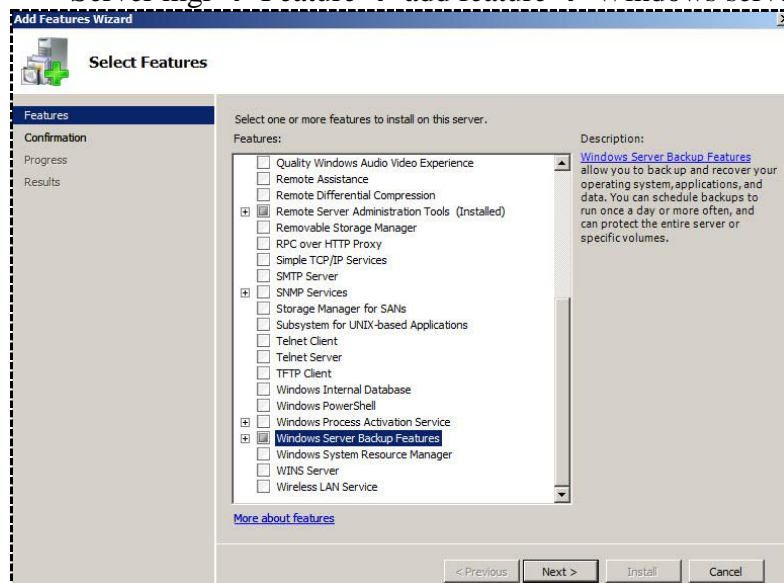 Add Features Wizard
Select Features
Features
Confirmation
Progress
Results
Select one or more features to install on this server.
Features:
Quality Windows Audio Video Experience
Remote Assistance
Remote Differential Compression
Remote Server Administration Tools (Installed)
Removable Storage Manager
RPC over HTTP Proxy
Simple TCP/IP Services
SMTP Server
SNMP Services
Storage Manager for SANs
Subsystem for UNIX-based Applications
Telnet Client
Telnet Server
TFTP Client
Windows Internal Database
Windows PowerShell
Windows Process Activation Service
Windows Server Backup Features
Windows System Resource Manager
WINS Server
Wireless LAN Service
More about features
Description:
Windows Server Backup Features
allow you to back up and recover your
operating system, applications, and
data. You can schedule backups to
run once a day or more often, and
can protect the entire server or
specific volumes.
< Previous
Next >
Install
Cancel